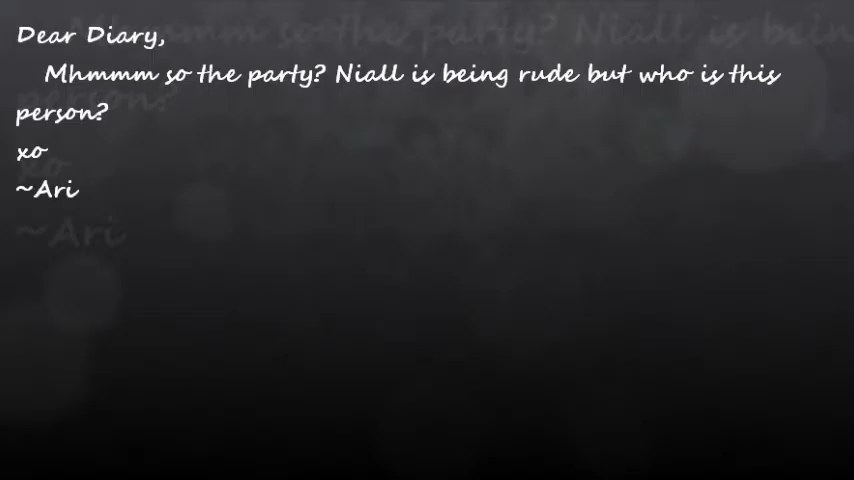 Dear Diary,
Mhmmm so the party? Niall is being rude but who is this
person?
xo
~Ari